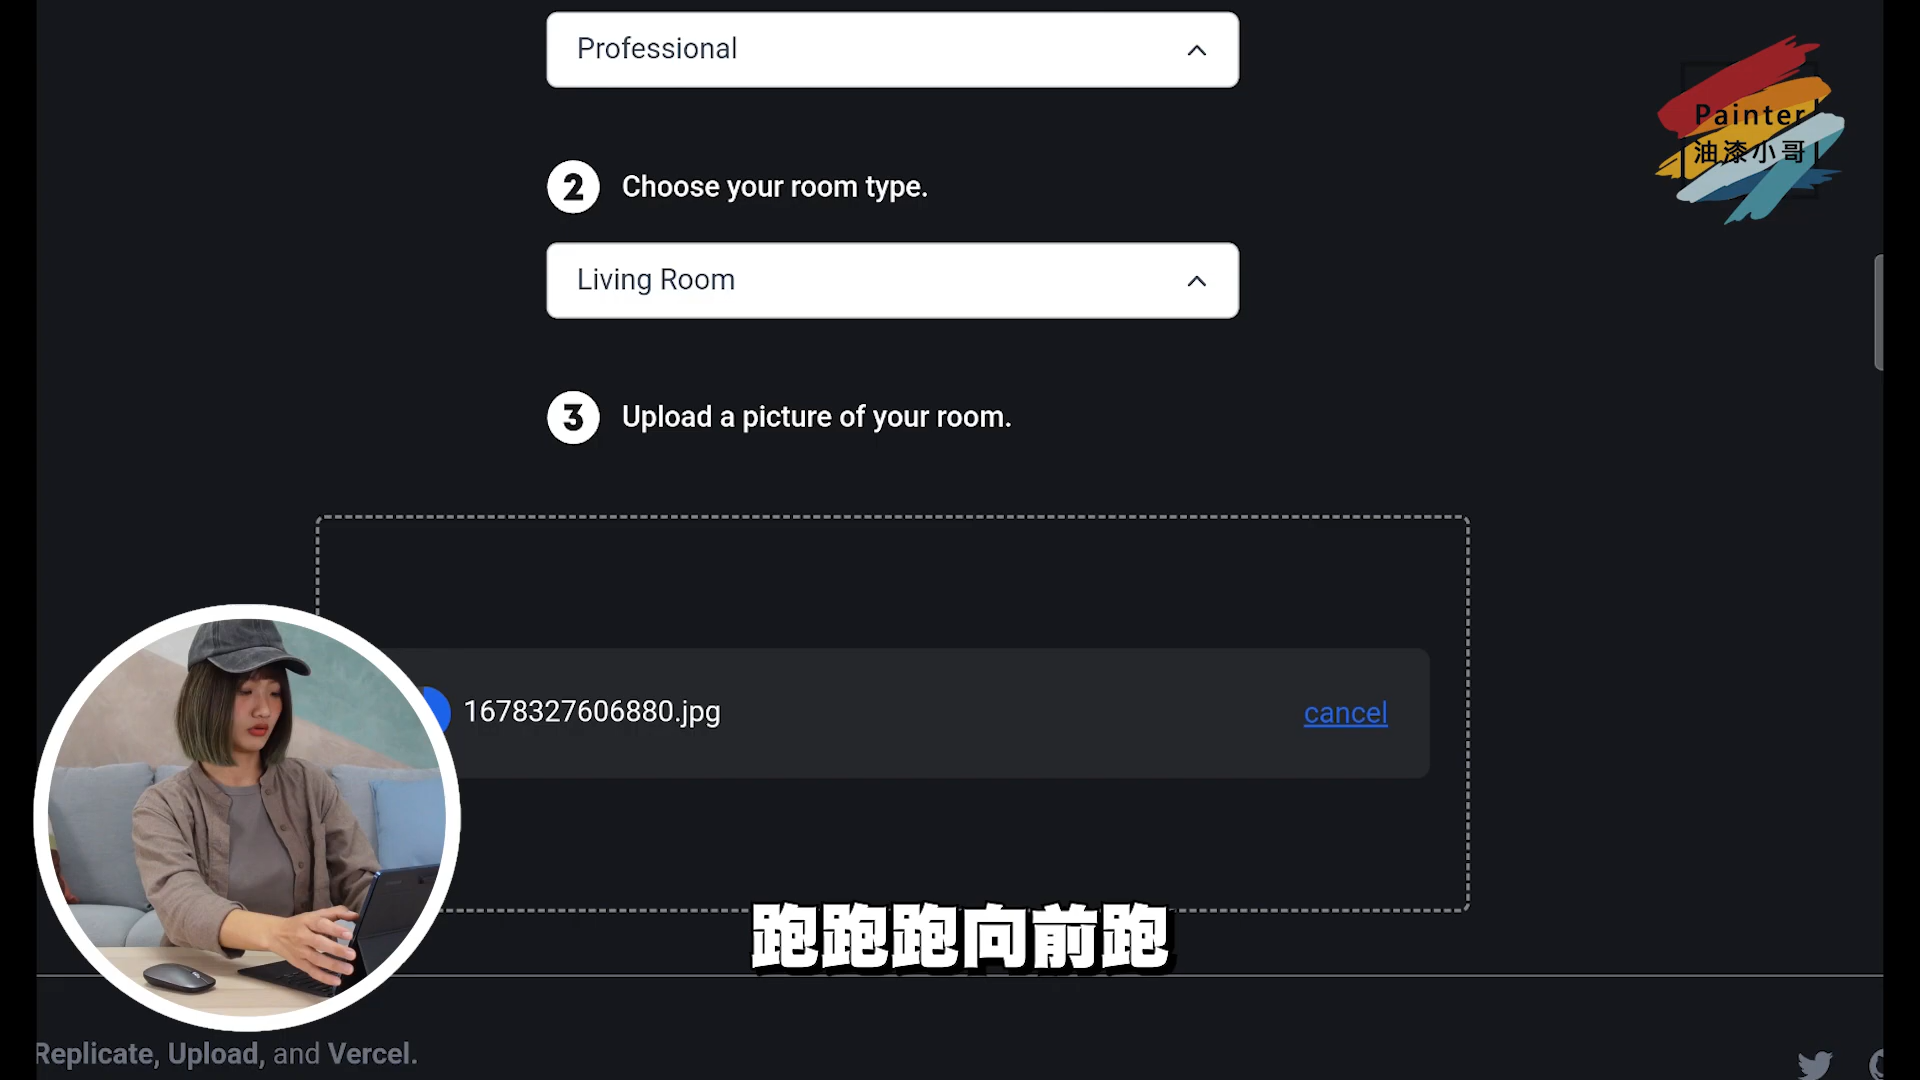 Professional
Painter
油漆小哥
2 Choose your room type.
Living Room
3 Upload a picture of your room.
1678327606880.jpg
cancel
跑跑跑向前跑
Replicate, Upload, and Vercel.